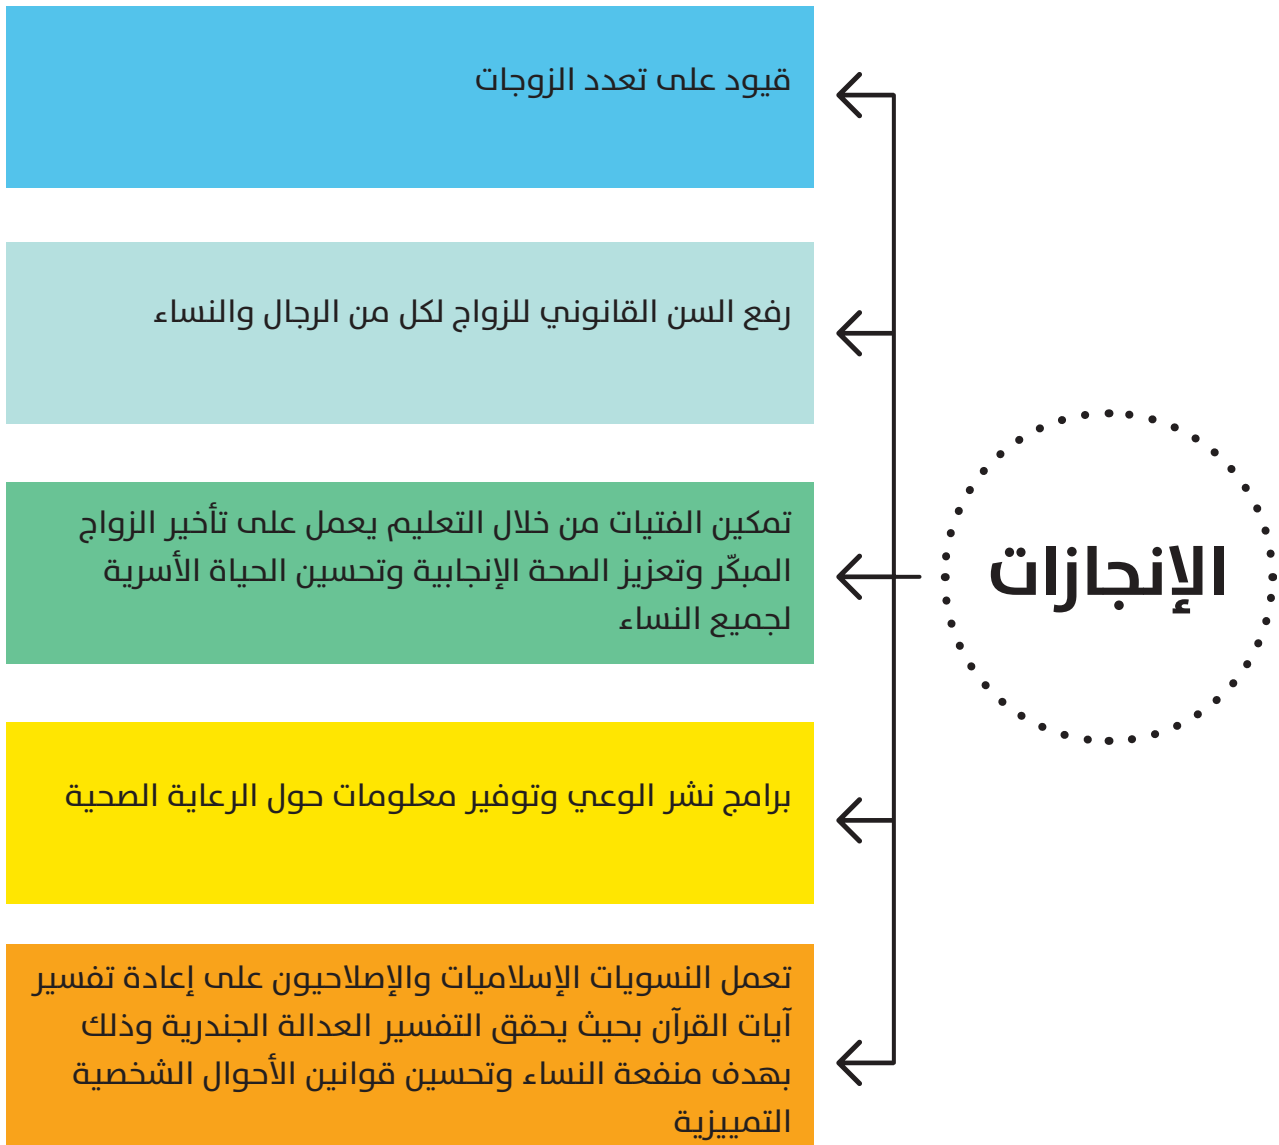 الإنجازات
قيود على تعدد الزوجات
رفع السن القانوني للزواج لكل من الرجال والنساء
تمكين الفتيات من خلال التعليم يعمل على تأخير الزواج
المبكّر وتعزيز الصحة الإنجابية وتحسين الحياة الأسرية
لجميع النساء
برامج نشر الوعي وتوفير معلومات حول الرعاية الصحية
تعمل النسويات الإسلاميات والإصلاحيون على إعادة تفسير
آيات القرآن بحيث يحقق التفسير العدالة الجندرية وذلك
بهدف منفعة النساء وتحسين قوانين الأحوال الشخصية
التمييزية